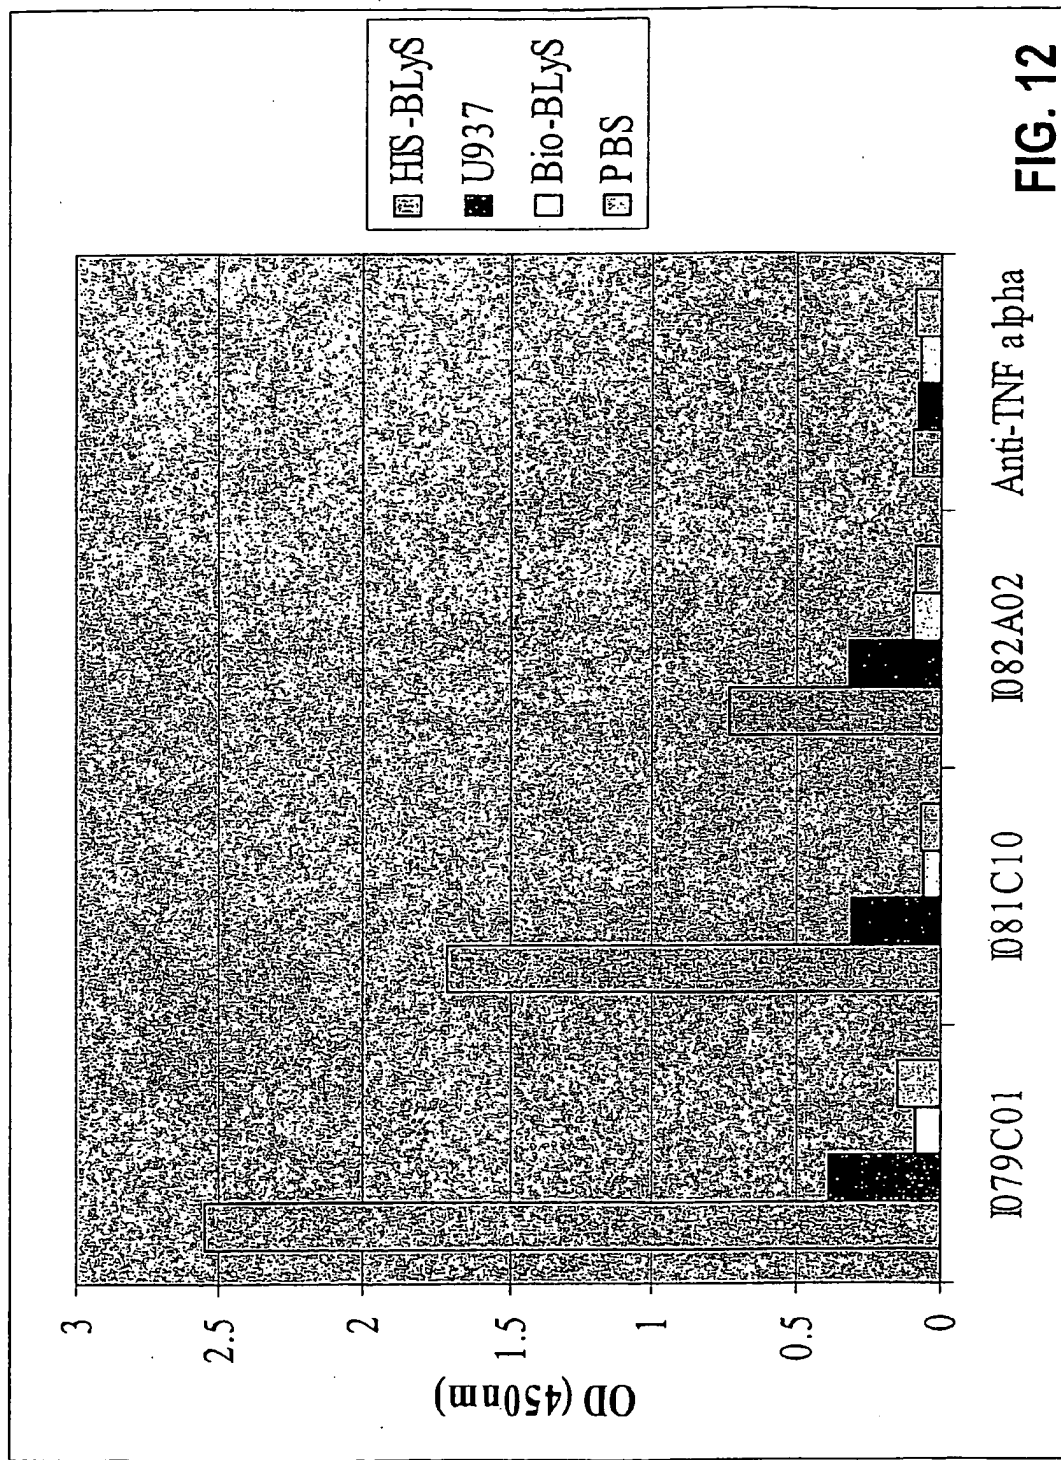 OD (450nm)
3
2.5
2
1.5
1
0.5
0
I079C01
I081C10
I082A02
Anti-TNF alpha
HIS-BLyS
U937
Bio-BLyS
PBS
FIG. 12